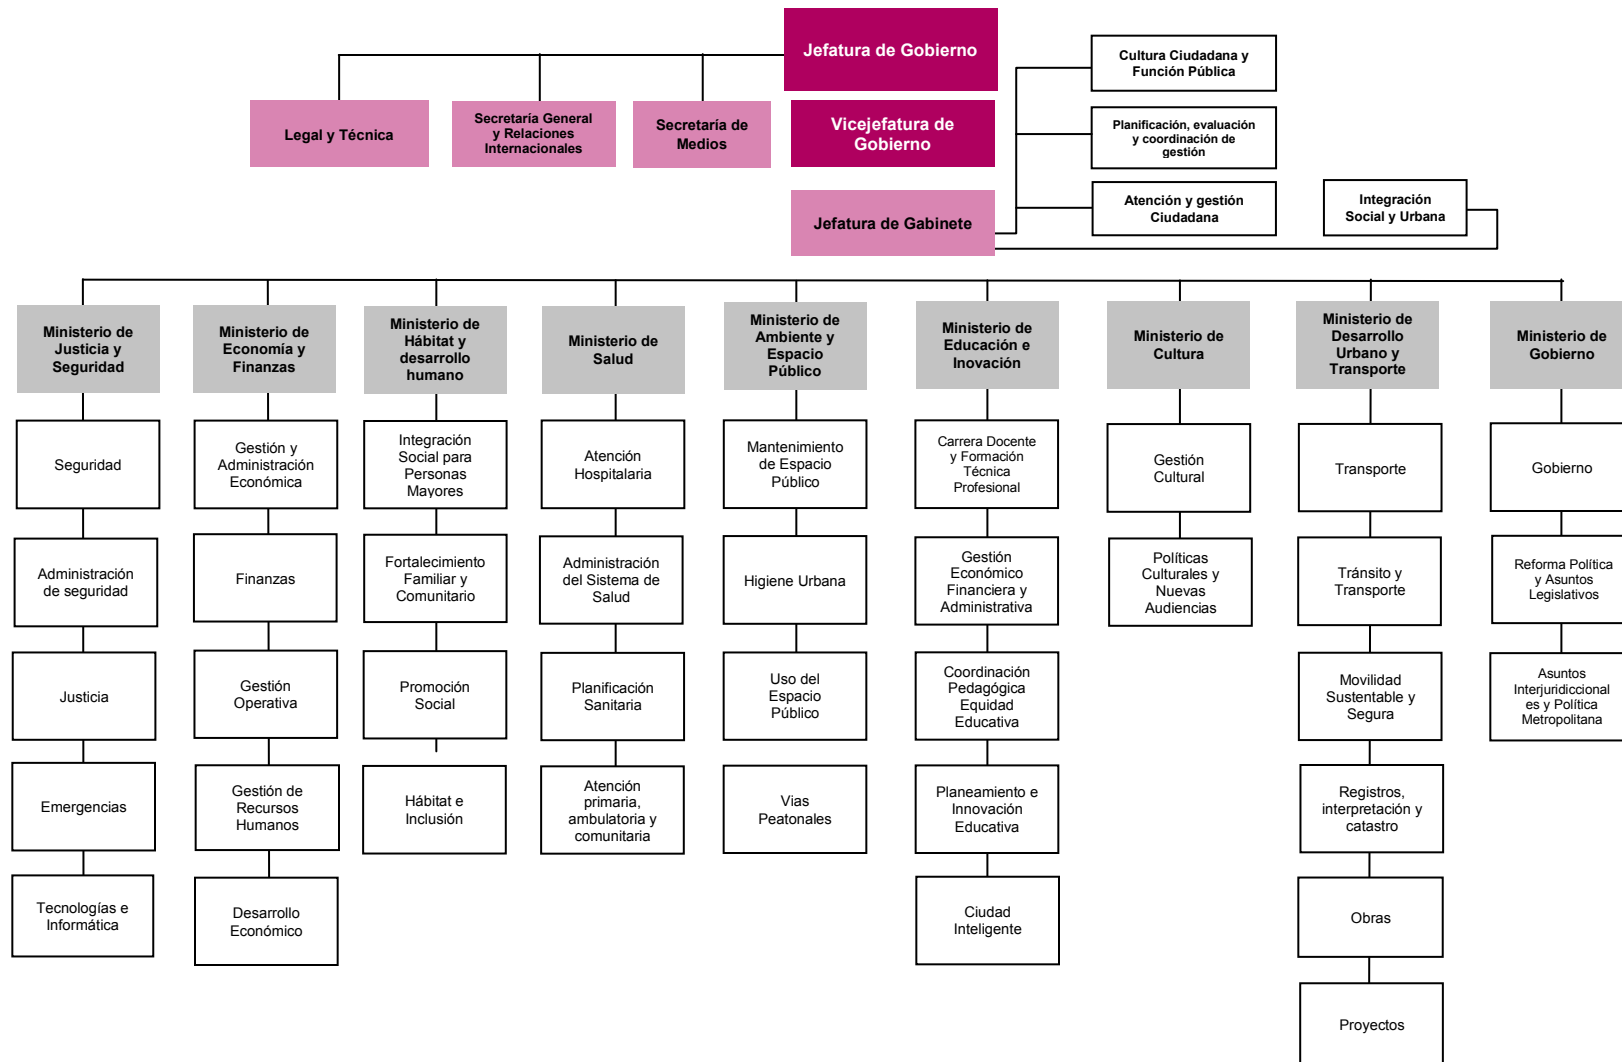 Jefatura de Gobierno
Cultura Ciudadana y
Función Pública
Legal y Técnica
Secretaría General
y Relaciones
Internacionales
Secretaría de
Medios
Vicejefatura de
Gobierno
Planificación, evaluación
y coordinación de
gestión
Jefatura de Gabinete
Atención y gestión
Ciudadana
Integración
Social y Urbana
Ministerio de
Justicia y
Seguridad
Ministerio de
Economía y
Finanzas
Ministerio de
Hábitat y
desarrollo
humano
Ministerio de
Salud
Ministerio de
Ambiente y
Espacio
Público
Ministerio de
Educación e
Inovación
Ministerio de
Cultura
Ministerio de
Desarrollo
Urbano y
Transporte
Ministerio de
Gobierno
Seguridad
Gestión y
Administración
Económica
Integración
Social para
Personas
Mayores
Atención
Hospitalaria
Mantenimiento
de Espacio
Público
Carrera Docente
y Formación
Técnica
Profesional
Gestión
Cultural
Transporte
Gobierno
Administración
de seguridad
Finanzas
Fortalecimiento
Familiar y
Comunitario
Administración
del Sistema de
Salud
Higiene Urbana
Gestión
Económico
Financiera y
Administrativa
Políticas
Culturales y
Nuevas
Audiencias
Tránsito y
Transporte
Reforma Política
y Asuntos
Legislativos
Justicia
Gestión
Operativa
Promoción
Social
Planificación
Sanitaria
Uso del
Espacio
Público
Coordinación
Pedagógica
Equidad
Educativa
Movilidad
Sustentable y
Segura
Asuntos
Interjuridiccional
es y Política
Metropolitana
Emergencias
Gestión de
Recursos
Humanos
Hábitat e
Inclusión
Atención
primaria,
ambulatoria y
comunitaria
Vias
Peatonales
Planeamiento e
Innovación
Educativa
Registros,
interpretación y
catastro
Tecnologías e
Informática
Desarrollo
Económico
Ciudad
Inteligente
Obras
Proyectos